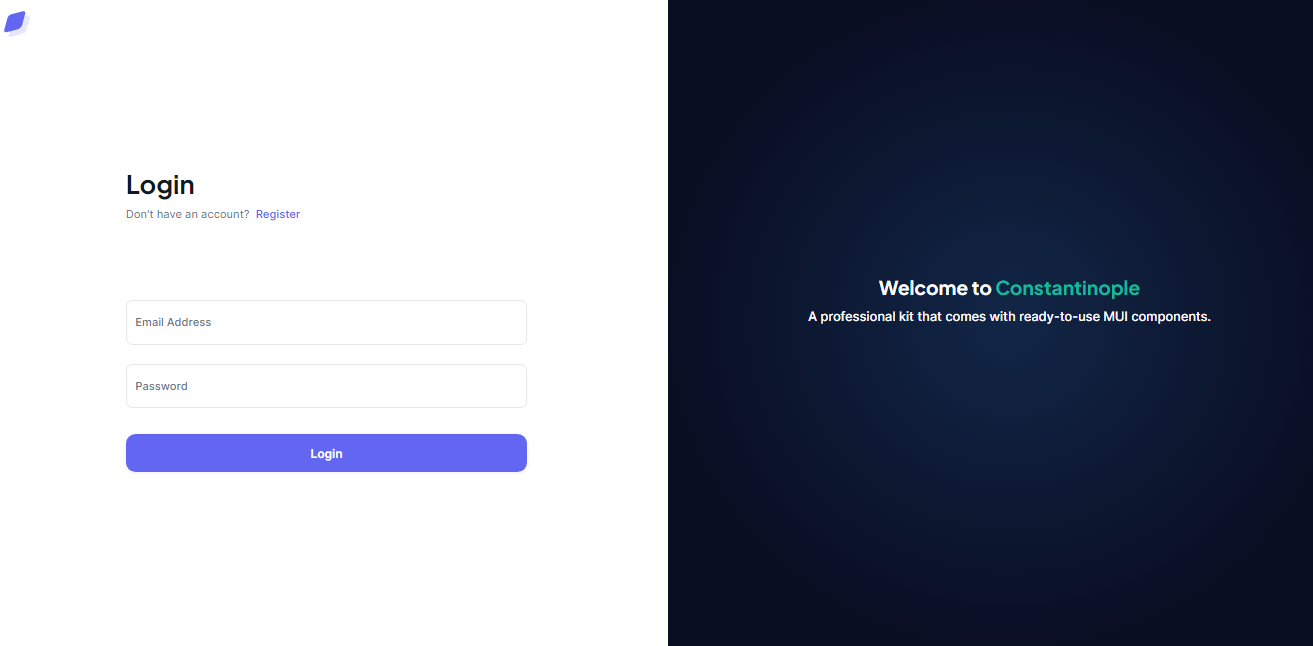 Login
Don't have an account? Register
Email Address
Password
Login
Welcome to Constantinople
A professional kit that comes with ready-to-use MUI components.